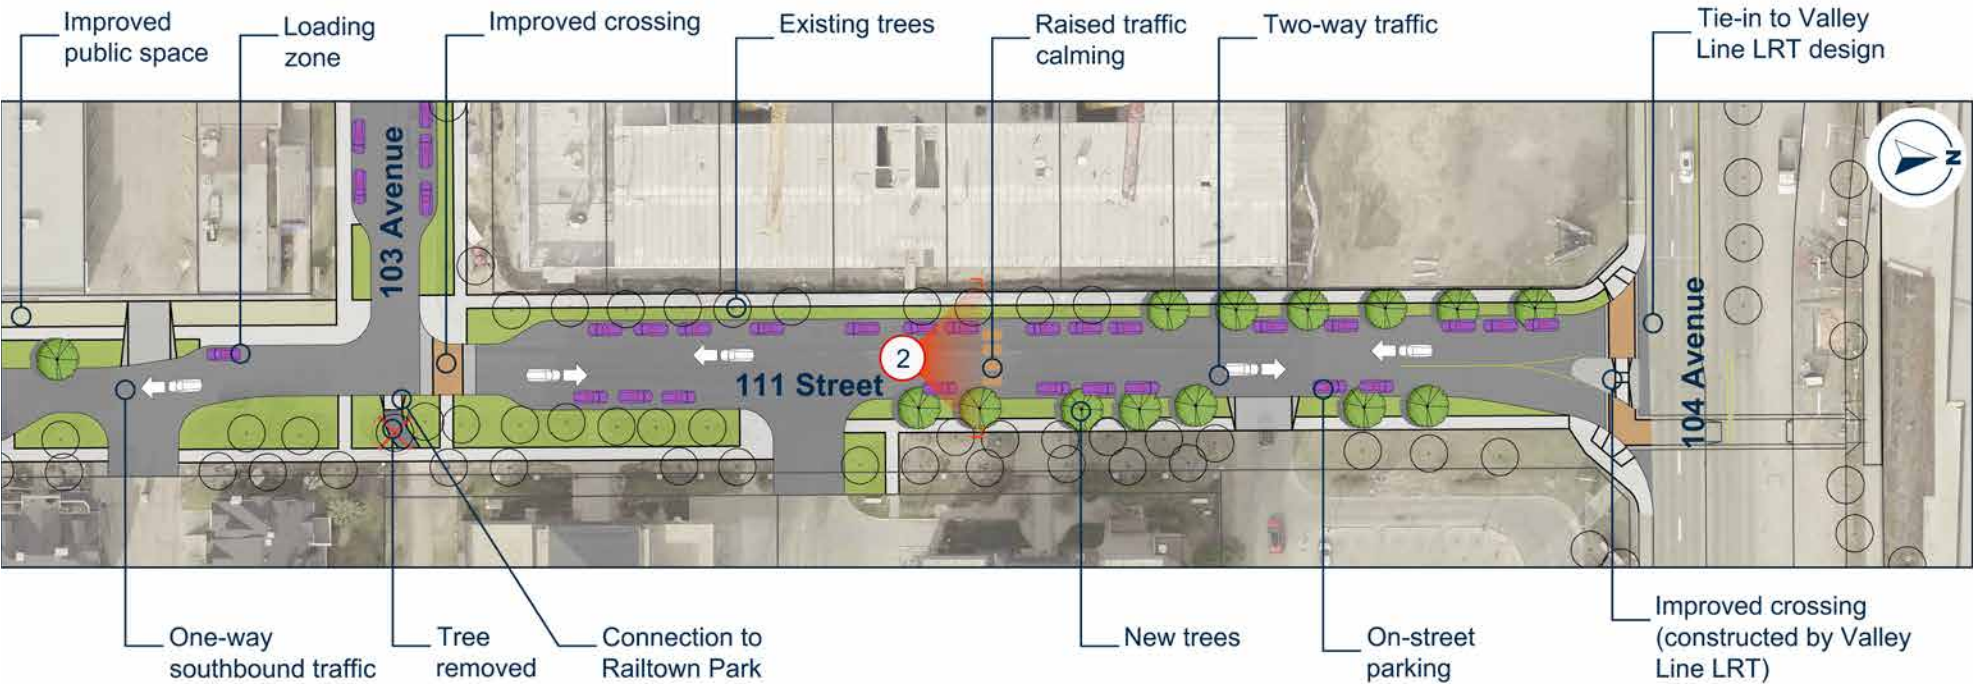 Improved
public space
Loading
zone
Improved crossing
Existing trees
Raised traffic
calming
Two-way traffic
Tie-in to Valley
Line LRT design
103 Avenue
N
2
111 Street
104 Avenue
One-way
southbound traffic
Tree
removed
Connection to
Railtown Park
New trees
On-street
parking
Improved crossing
(constructed by Valley
Line LRT)